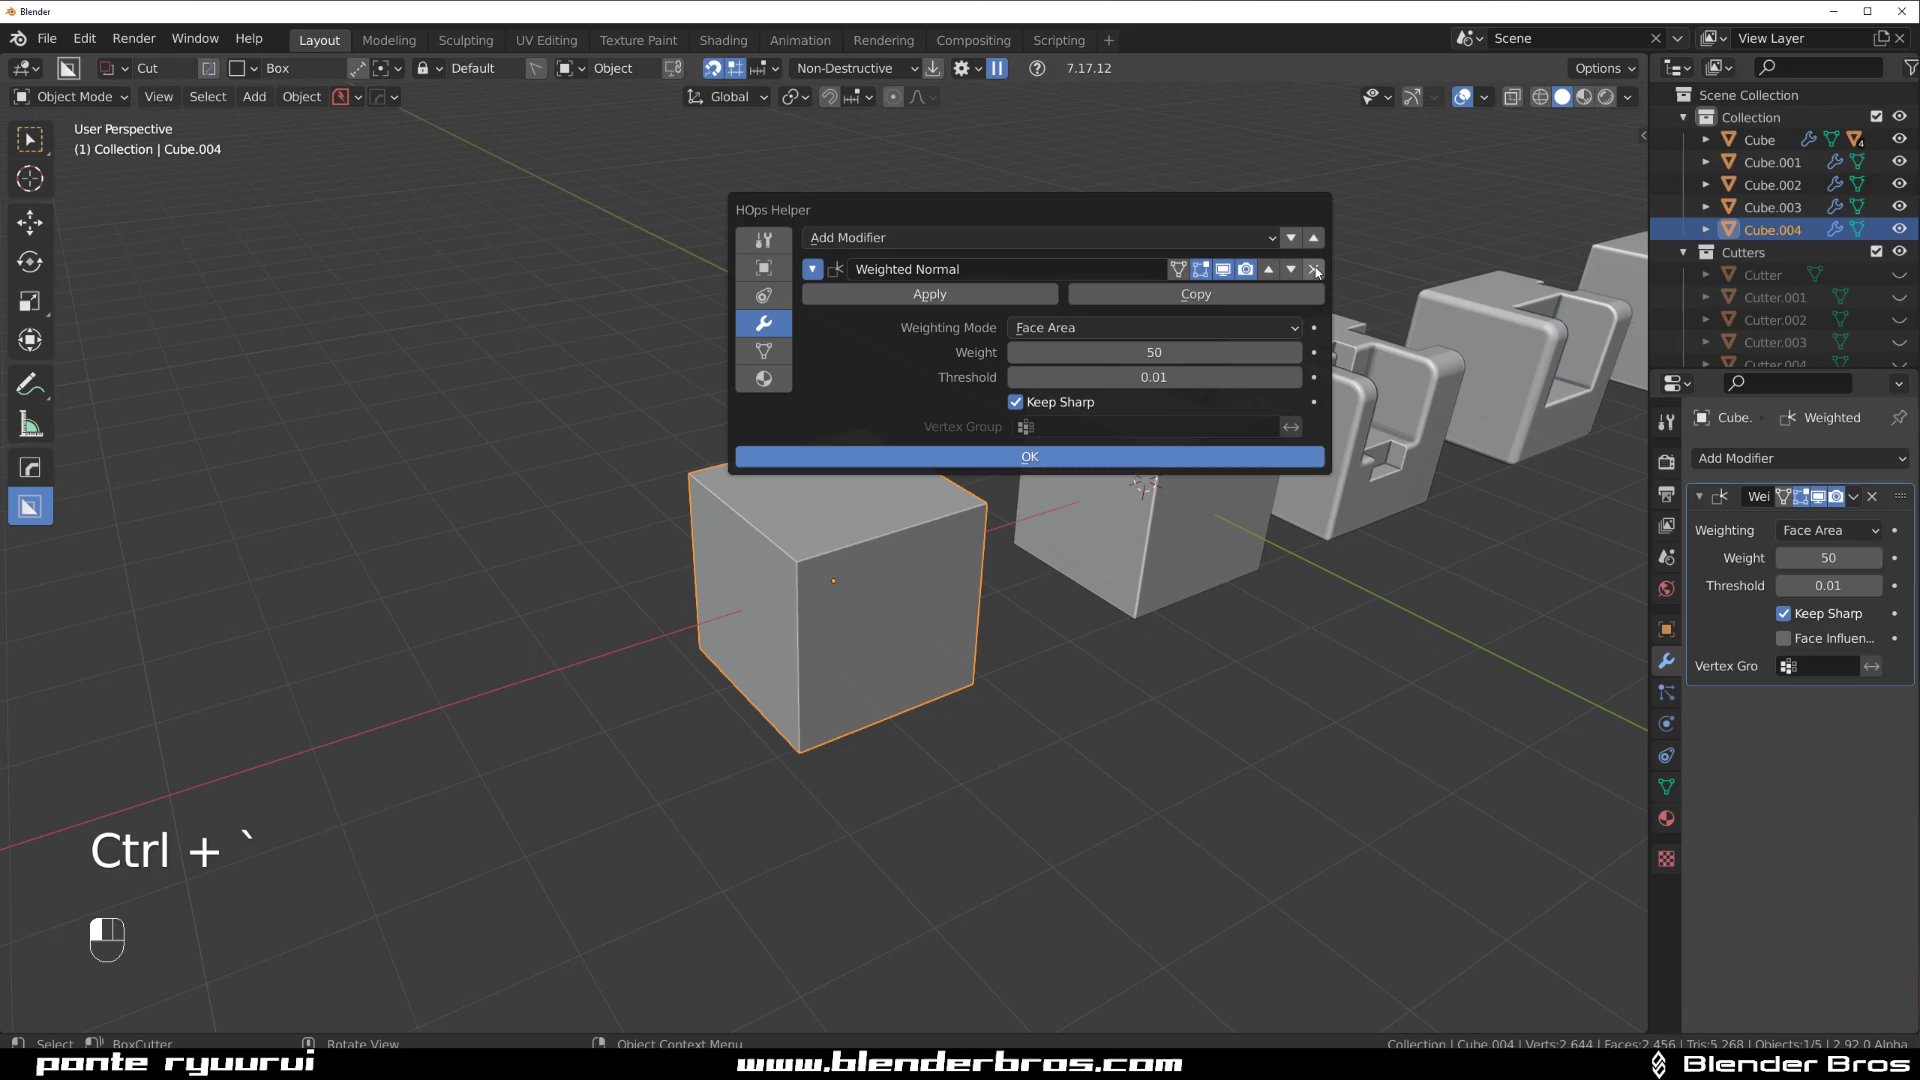 Blender
File Edit Render Window Help Layout Modeling Sculpting UV Editing Texture Paint Shading Animation Rendering Compositing Scripting + Scene View Layer
Cut Box Default Object Non-Destructive 7.17.12 Options
Object Mode View Select Add Object Global
User Perspective
(1) Collection | Cube.004
Scene Collection
Collection
Cube 4
Cube.001
Cube.002
Cube.003
Cube.004
Cutters
Cutter
Cutter.001
Cutter.002
Cutter.003
Cutter.004
HOps Helper
Add Modifier
Weighted Normal
Apply Copy
Weighting Mode Face Area
Weight 50
Threshold 0.01
Keep Sharp
Vertex Group
OK
Cube. Weighted
Add Modifier
Wei
Weighting Face Area
Weight 50
Threshold 0.01
Keep Sharp
Face Influen...
Vertex Gro
Ctrl + `
Select BoxCutter Rotate View Object Context Menu Collection | Cube.004 | Verts:2,644 | Faces:2,456 | Tris:5,268 | Objects:1/5 | 2.92.0 Alpha
ponte ryuurui www.blenderbros.com Blender Bros